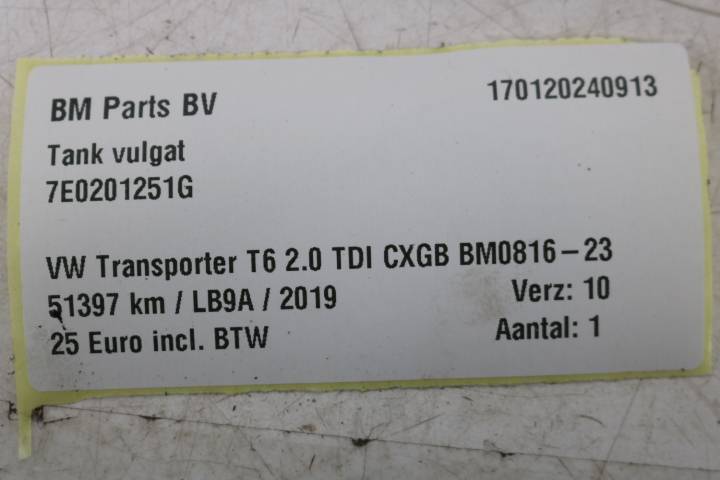 BM Parts BV 170120240913
Tank vulgat
7E0201251G
VW Transporter T6 2.0 TDI CXGB BM0816-23
51397 km / LB9A / 2019 Verz: 10
25 Euro incl. BTW Aantal: 1